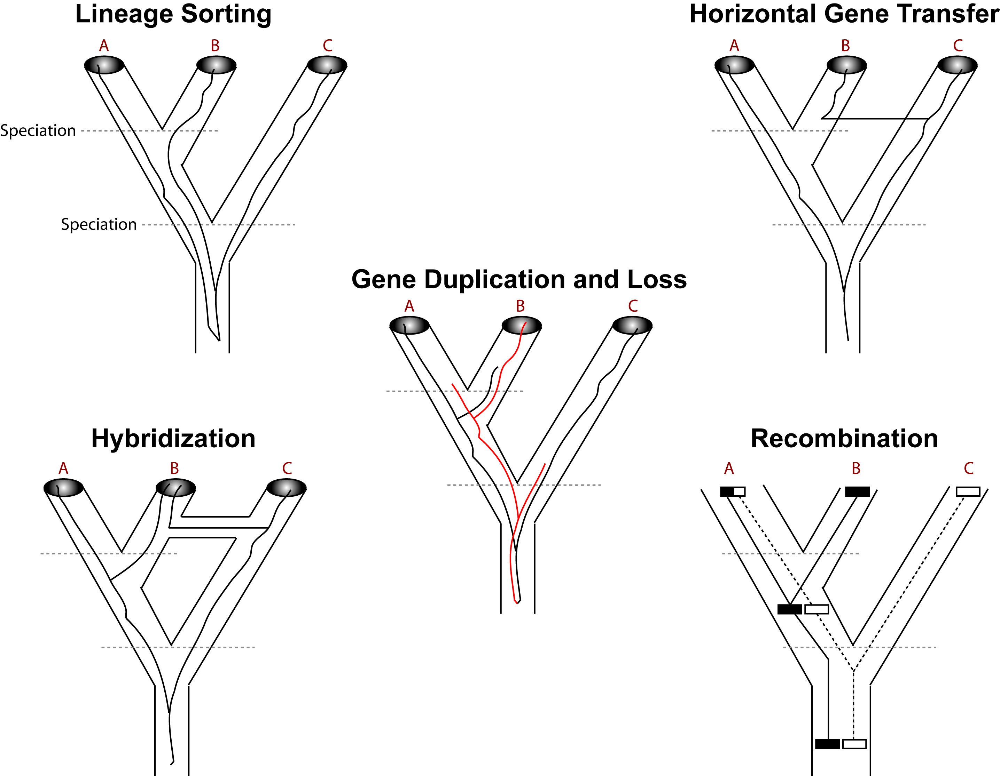 Lineage Sorting
A B C
Speciation
Speciation
Horizontal Gene Transfer
A B C
Gene Duplication and Loss
A B C
Hybridization
A B C
Recombination
A B C